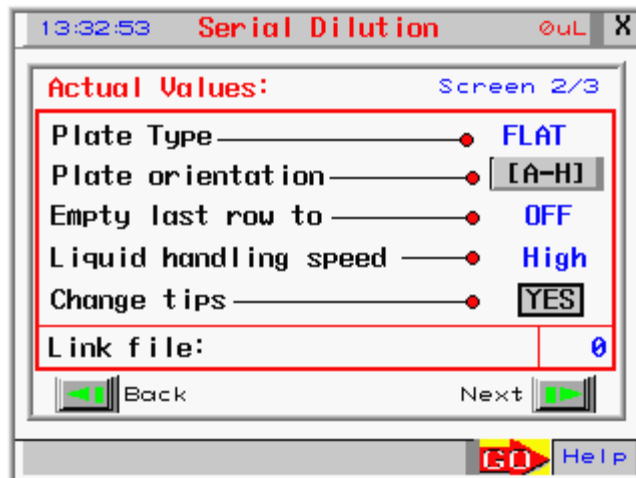 13:32:53 Serial Dilution 0uL X
Actual Values: Screen 2/3
Plate Type FLAT
Plate orientation [A-H]
Empty last row to OFF
Liquid handling speed High
Change tips YES
Link file: 0
Back Next
GO Help